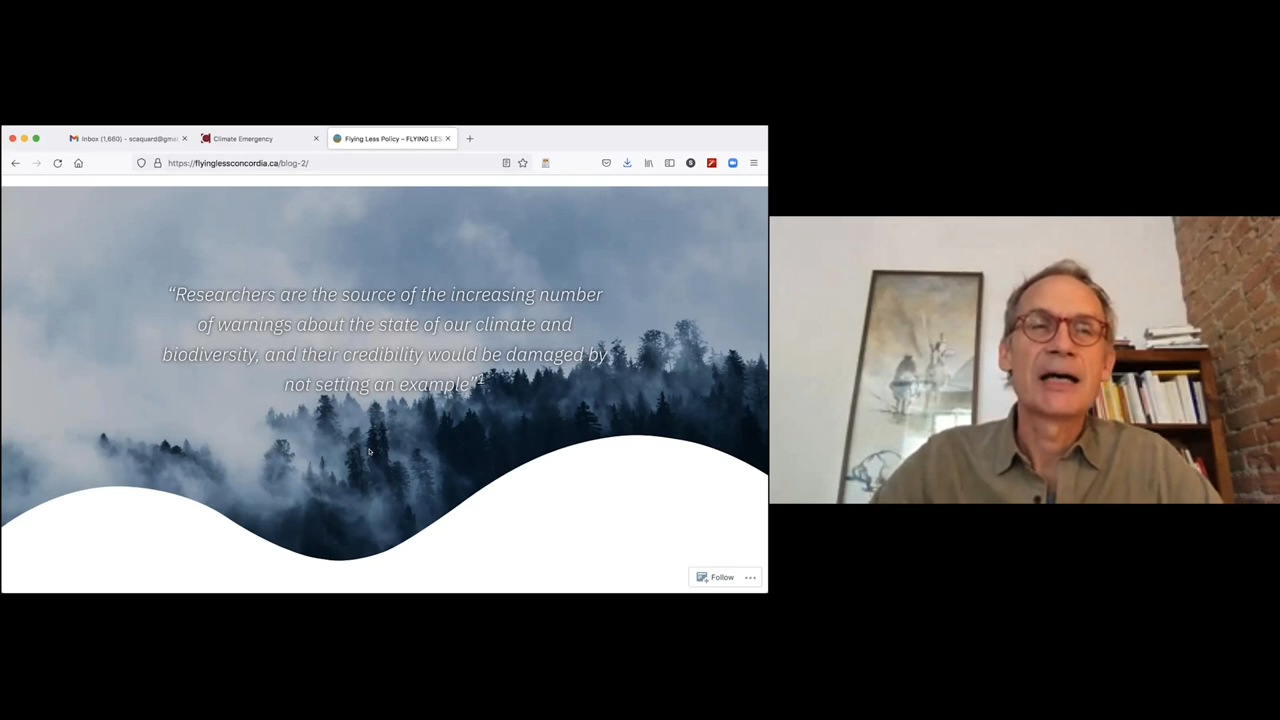 Inbox (1,660) - scaquard@gmai
Climate Emergency
Flying Less Policy – FLYING LES
https://flyinglessconcordia.ca/blog-2/
“Researchers are the source of the increasing number
of warnings about the state of our climate and
biodiversity, and their credibility would be damaged by
not setting an example”1
Follow